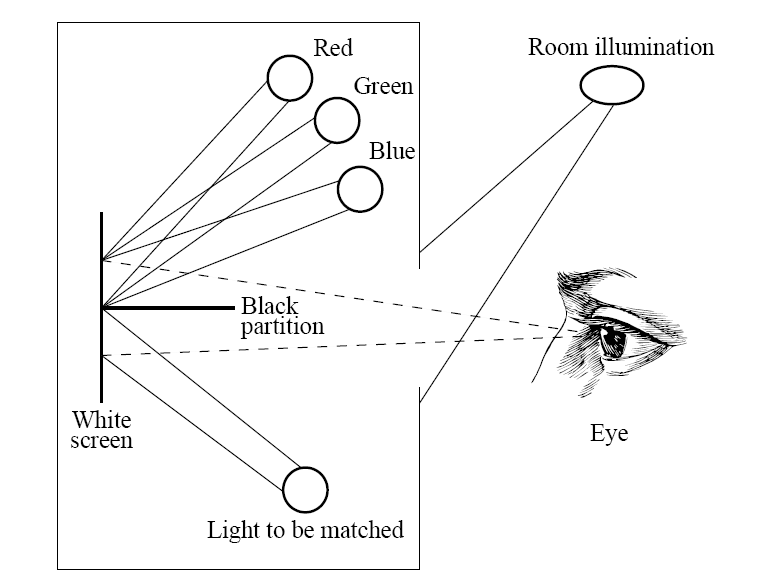 Red
Room illumination
Green
Blue
Black
partition
White
screen
Eye
Light to be matched